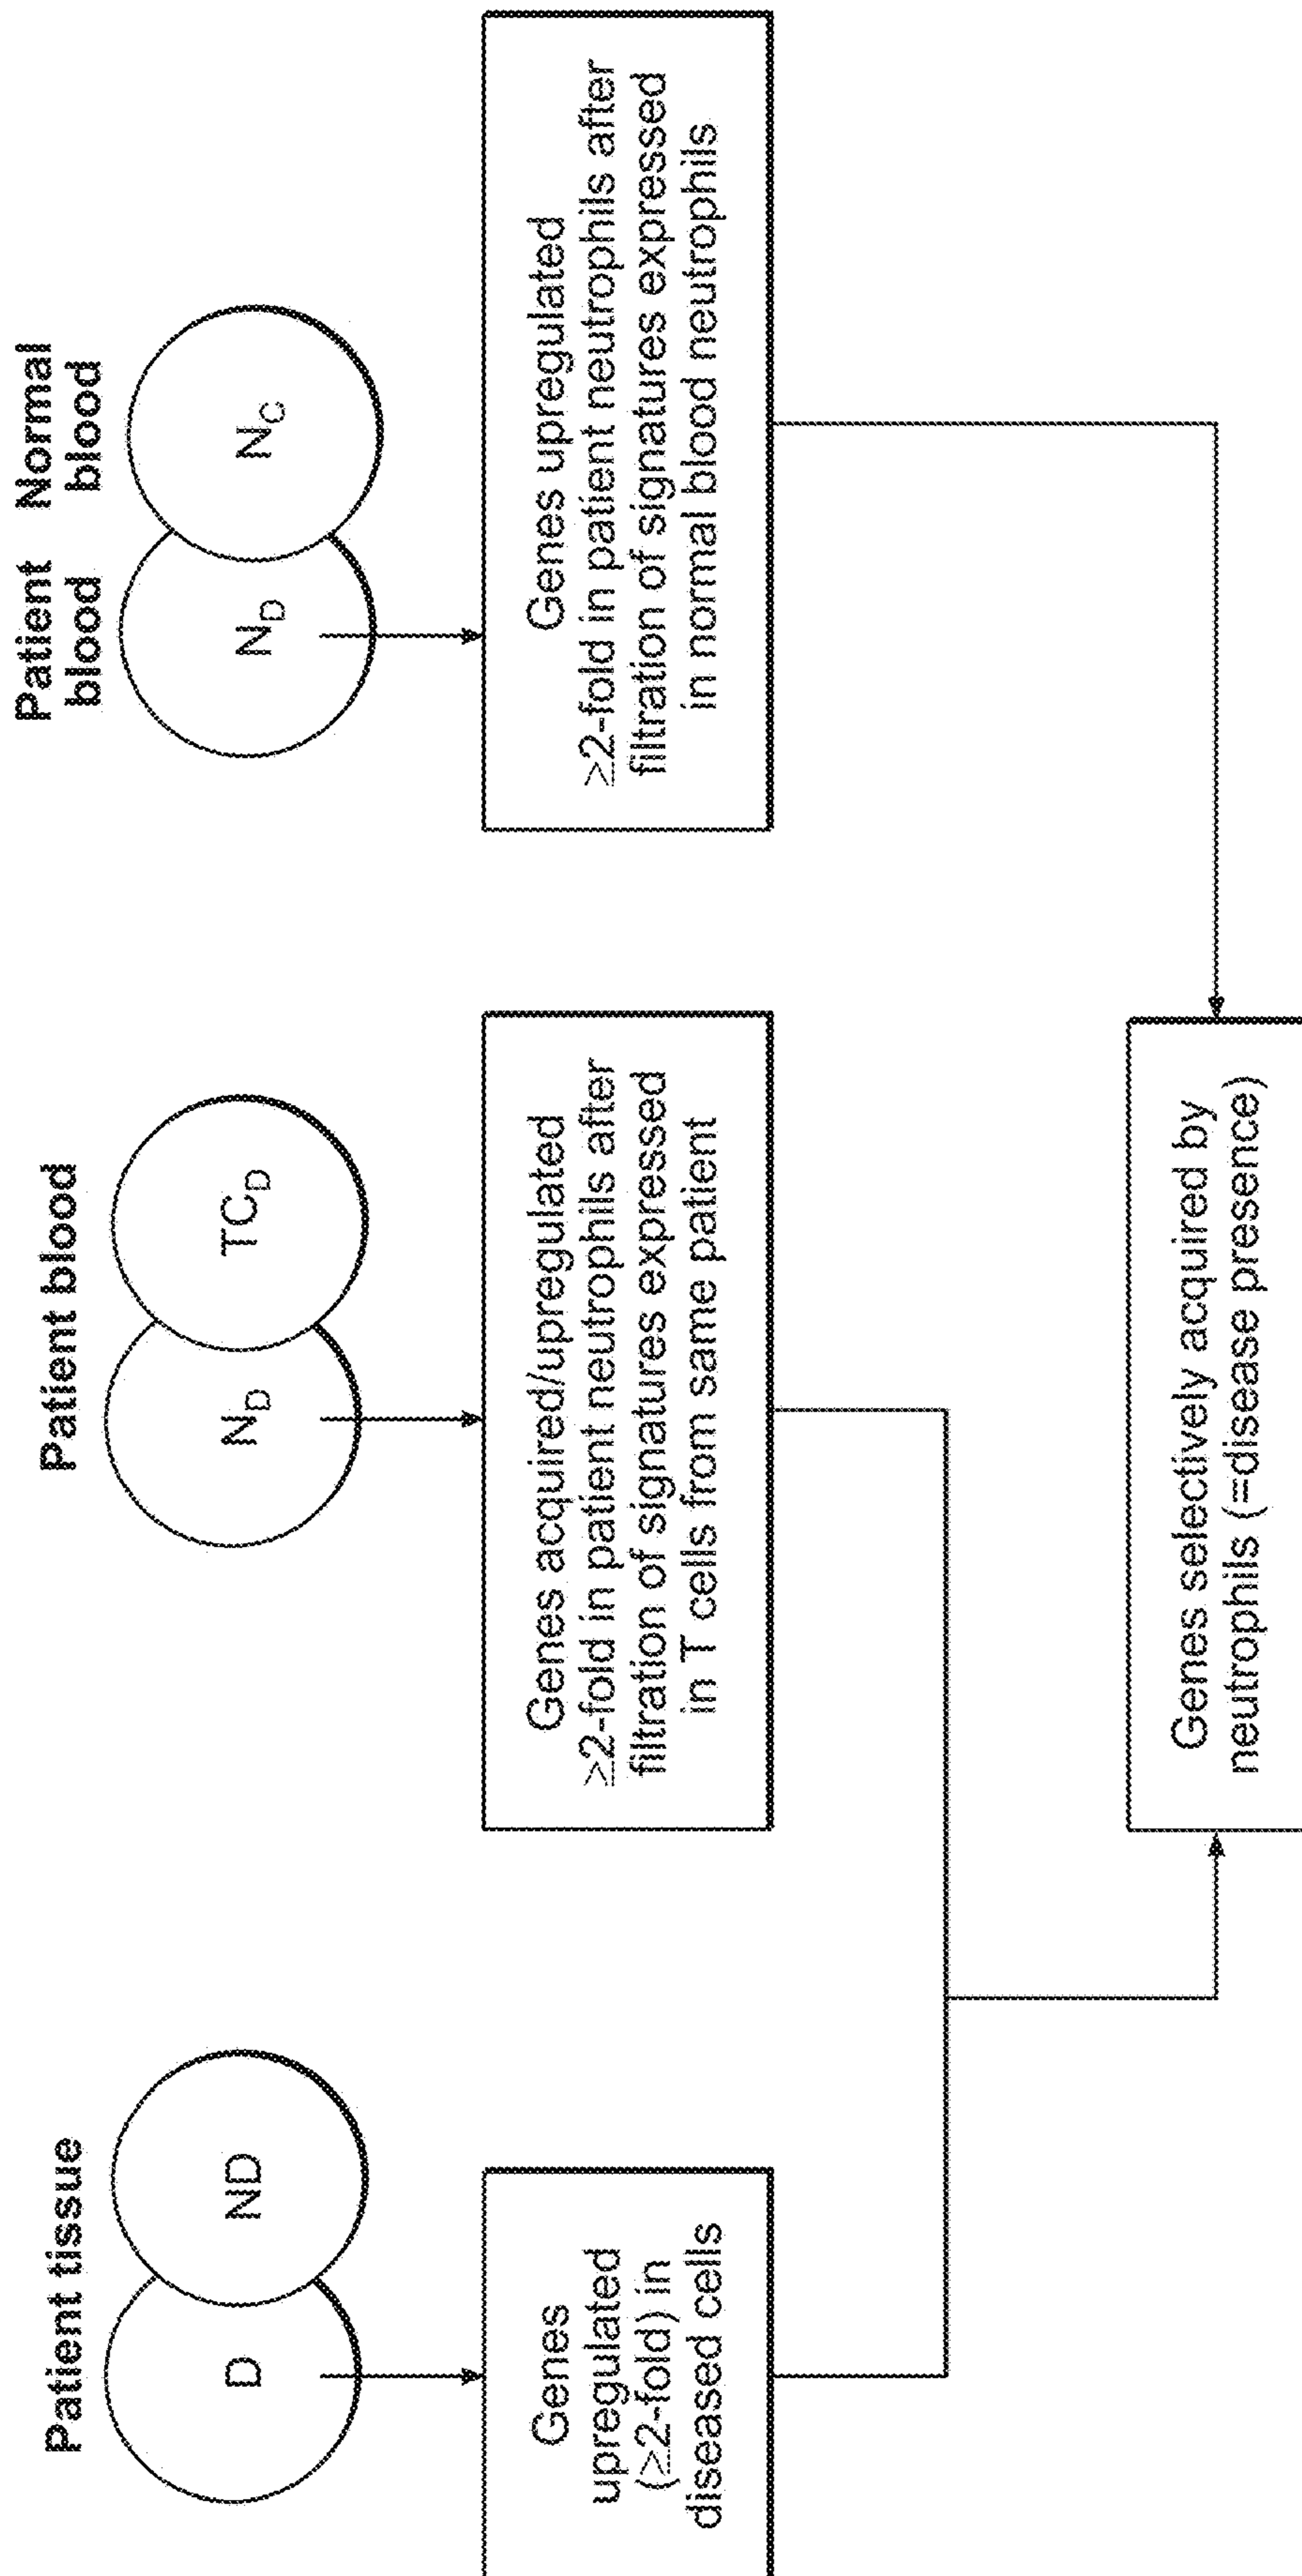 Patient tissue
D
ND
Genes
upregulated
(≥2-fold) in
diseased cells
Patient blood
N_D
TC_D
Genes acquired/upregulated
≥2-fold in patient neutrophils after
filtration of signatures expressed
in T cells from same patient
Patient
blood
Normal
blood
N_D
N_C
Genes upregulated
≥2-fold in patient neutrophils after
filtration of signatures expressed
in normal blood neutrophils
Genes selectively acquired by
neutrophils (=disease presence)